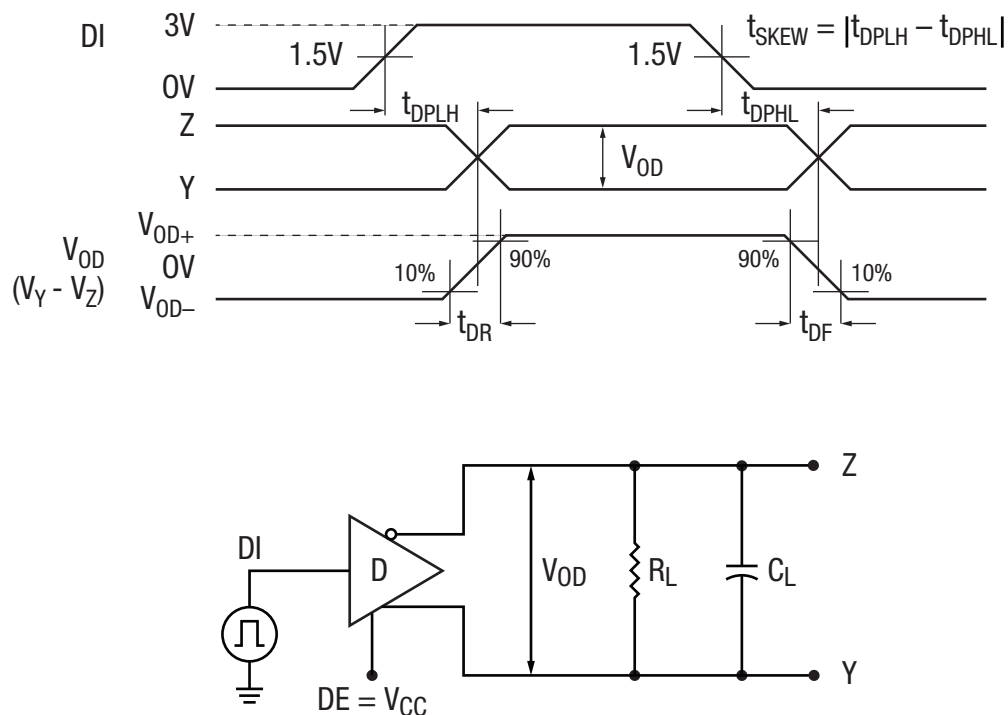 DI
3V
1.5V
0V
1.5V
tSKEW = |tDPLH – tDPHL|
tDPLH
tDPHL
Z
Y
VOD
VOD
(VY - VZ)
VOD+
0V
VOD–
10%
90%
90%
10%
tDR
tDF
DI
D
DE = VCC
VOD
RL
CL
Z
Y